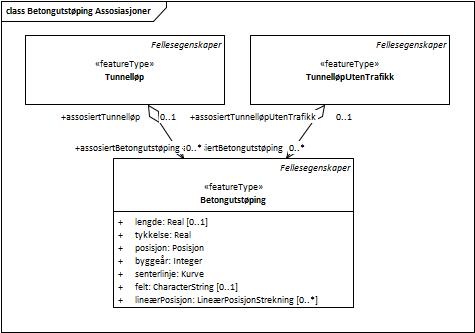 class Betongutstøping Assosiasjoner
Fellesegenskaper
«featureType»
Tunnelløp
Fellesegenskaper
«featureType»
TunnelløpUtenTrafikk
+assosiertTunnelløp 0..1
+assosiertTunnelløpUtenTrafikk 0..1
+assosiertBetongutstøping 0..*
iertBetongutstøping 0..*
Fellesegenskaper
«featureType»
Betongutstøping
+ lengde: Real [0..1]
+ tykkelse: Real
+ posisjon: Posisjon
+ byggeår: Integer
+ senterlinje: Kurve
+ felt: CharacterString [0..1]
+ lineærPosisjon: LineærPosisjonStrekning [0..*]